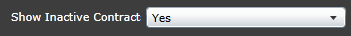 Show Inactive Contract Yes